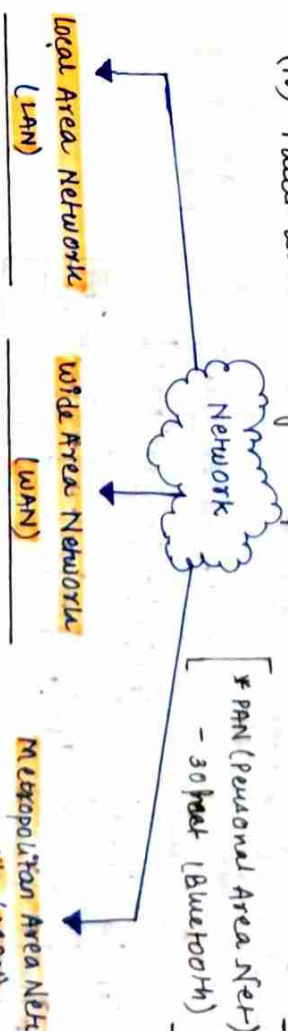 (iv)
Network
[ * PAN (Personal Area Net)
- 30 feet (Bluetooth)
Local Area Network
(LAN)
Wide Area Network
(WAN)
Metropolitan Area Net